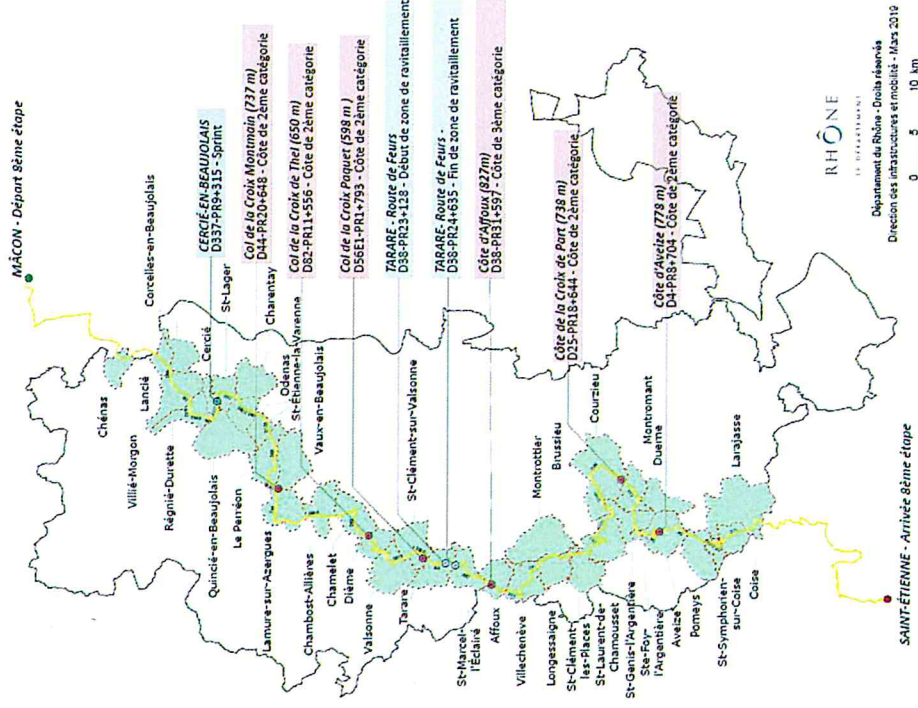 MÂCON - Départ 8ème étape
Corcelles-en-Beaujolais
Chénas
Lancié
Villié-Morgon
Régnié-Durette
Cercié
St-Lager
CERCIÉ-EN-BEAUJOLAIS
D37-PR9+315 - Sprint
Charentay
Quincié-en-Beaujolais
Le Perréon
Odenas
St-Étienne-la-Varenne
Vaux-en-Beaujolais
Col de la Croix Montmain (737 m)
D44-PR20+648 - Côte de 2ème catégorie
Lamure-sur-Azergues
Chambost-Allières
Chamelet
Dième
Col de la Croix de Thel (650 m)
D82-PR11+556 - Côte de 2ème catégorie
Valsonne
St-Clément-sur-Valsonne
Col de la Croix Paquet (598 m )
D56E1-PR1+793 - Côte de 2ème catégorie
Tarare
TARARE - Route de Feurs
D38-PR23+128 - Début de zone de ravitaillement
TARARE- Route de Feurs -
D38-PR24+635 - Fin de zone de ravitaillement
St-Marcel-
l'Éclairé
Affoux
Côte d'Affoux (827m)
D38-PR31+597 - Côte de 3ème catégorie
Villechenève
Montrottier
Longessaigne
St-Clément-
les-Places
St-Laurent-de-
Chamousset
Brussieu
Courzieu
Côte de la Croix de Part (738 m)
D25-PR18+644 - Côte de 2ème catégorie
St-Genis-l'Argentière
Ste-Foy-
l'Argentière
Montromant
Duerne
Aveize
Côte d'Aveize (778 m)
D4-PR8+704 - Côte de 2ème catégorie
Pomeys
Larajasse
St-Symphorien-
sur-Coise
Coise
SAINT-ÉTIENNE - Arrivée 8ème étape
RHÔNE
LE DÉPARTEMENT
Département du Rhône - Droits réservés
Direction des infrastructures et mobilité - Mars 2019
0 5 10 km